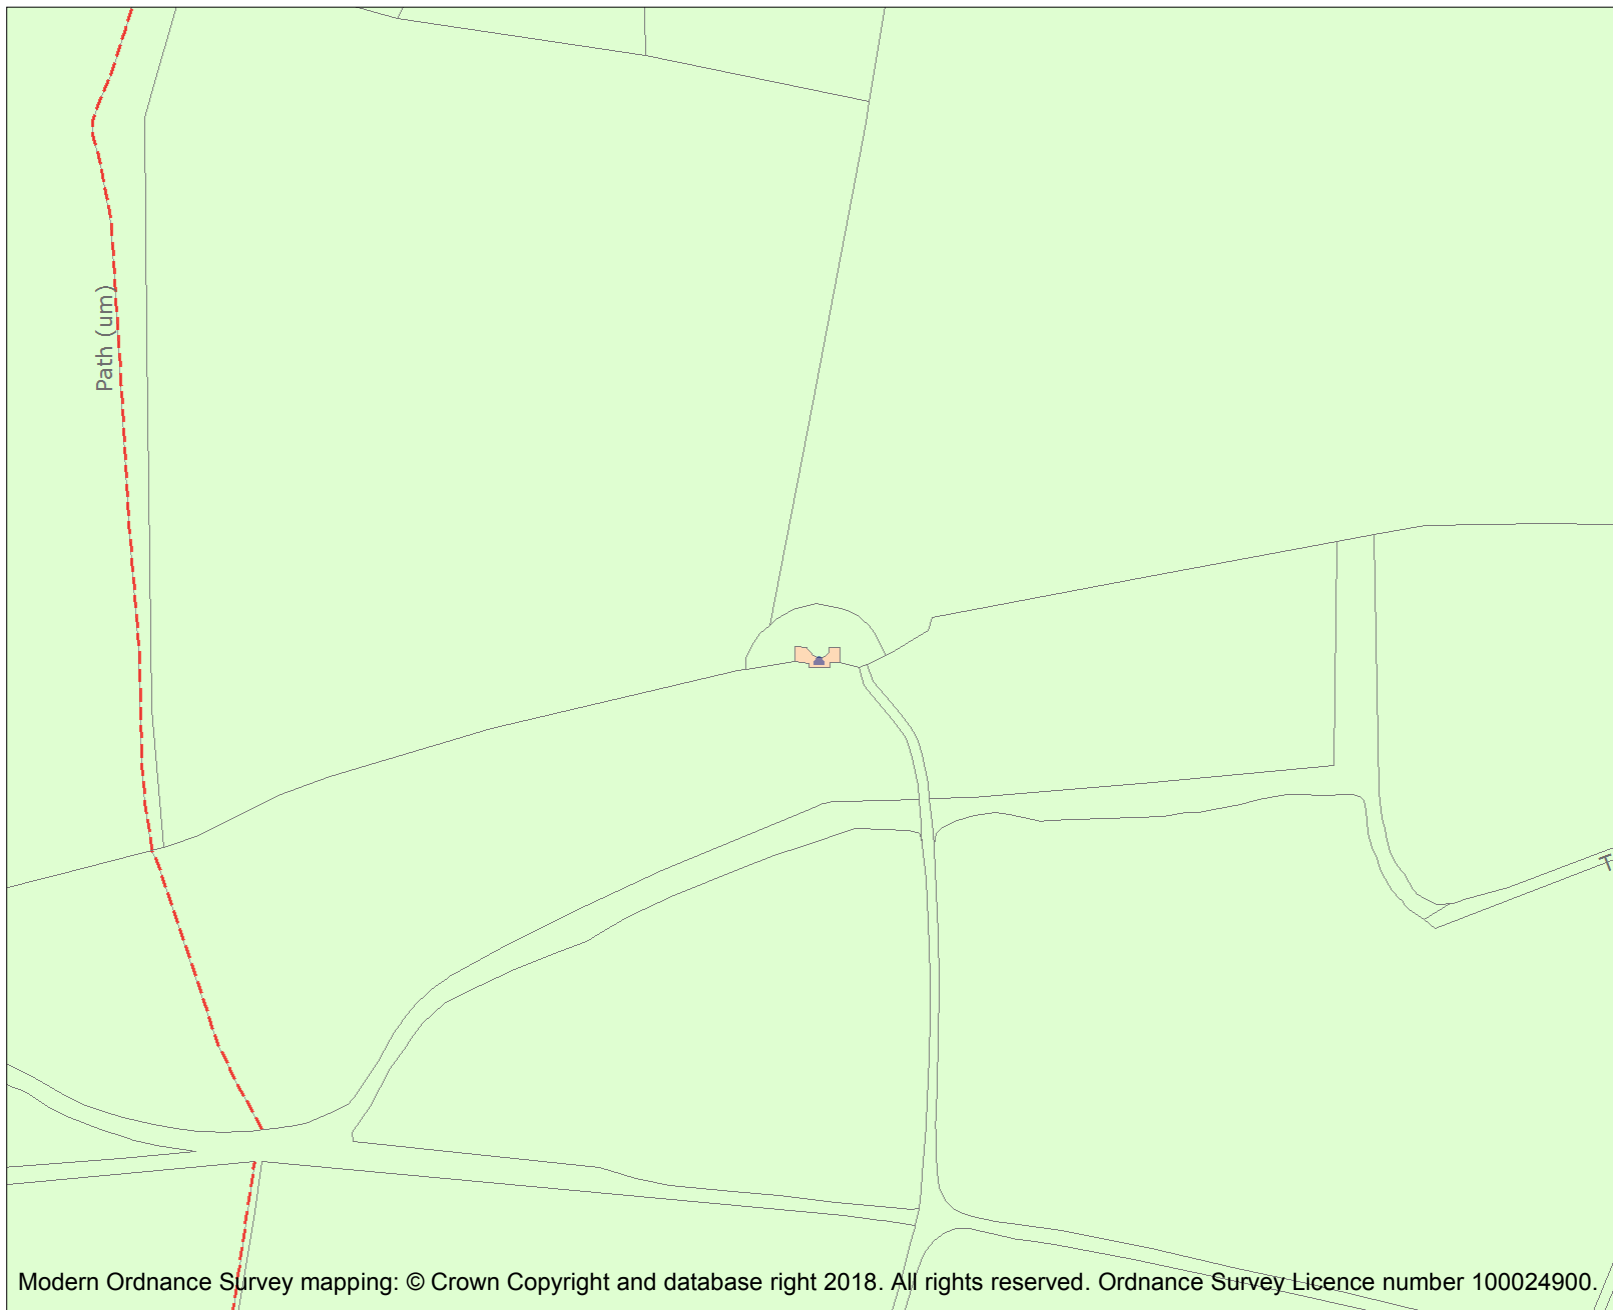 Path (um)
T
Modern Ordnance Survey mapping: © Crown Copyright and database right 2018. All rights reserved. Ordnance Survey Licence number 100024900.